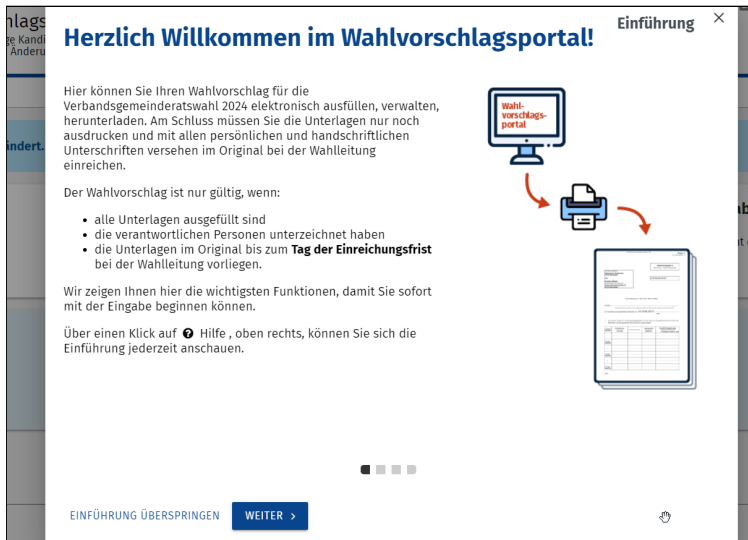 Einführung
Herzlich Willkommen im Wahlvorschlagsportal!
Hier können Sie Ihren Wahlvorschlag für die
Verbandsgemeinderatswahl 2024 elektronisch ausfüllen, verwalten,
herunterladen. Am Schluss müssen Sie die Unterlagen nur noch
ausdrucken und mit allen persönlichen und handschriftlichen
Unterschriften versehen im Original bei der Wahlleitung
einreichen.
Der Wahlvorschlag ist nur gültig, wenn:
• alle Unterlagen ausgefüllt sind
• die verantwortlichen Personen unterzeichnet haben
• die Unterlagen im Original bis zum Tag der Einreichungsfrist
bei der Wahlleitung vorliegen.
Wir zeigen Ihnen hier die wichtigsten Funktionen, damit Sie sofort
mit der Eingabe beginnen können.
Über einen Klick auf ? Hilfe , oben rechts, können Sie sich die
Einführung jederzeit anschauen.
Wahl-
vorschlags-
portal
EINFÜHRUNG ÜBERSPRINGEN
WEITER >